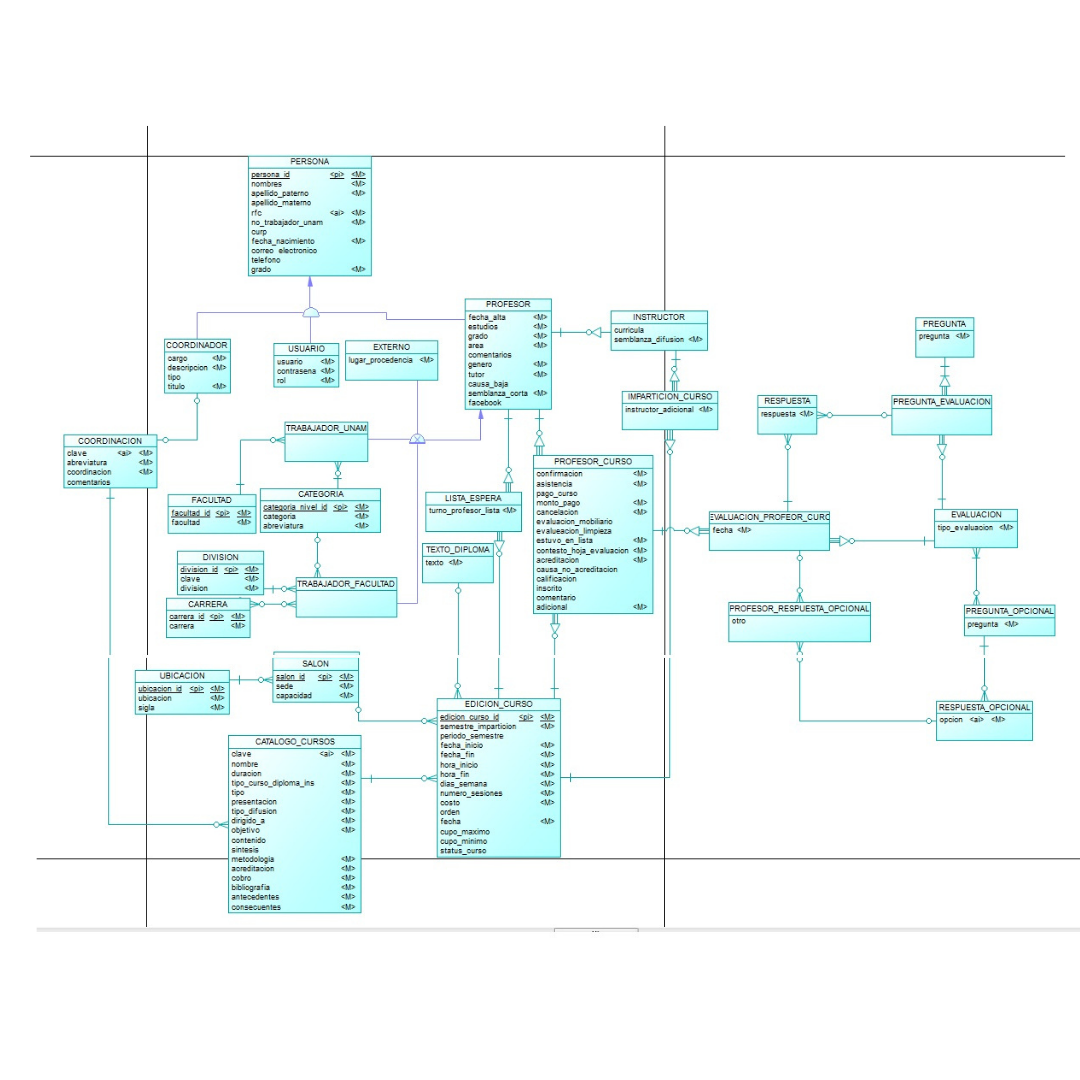 PERSONA
persona_id <pi> <M>
nombres <M>
apellido_paterno <M>
apellido_materno
rfc <ai> <M>
no_trabajador_unam <M>
curp
fecha_nacimiento <M>
correo electronico
telefono
grado <M>
PROFESOR
fecha_alta <M>
estudios <M>
grado <M>
area <M>
comentarios
genero <M>
tutor <M>
causa_baja
semblanza_corta <M>
facebook
INSTRUCTOR
curricula
semblanza_difusion <M>
PREGUNTA
pregunta <M>
COORDINADOR
cargo <M>
descripcion <M>
tipo
titulo <M>
USUARIO
usuario <M>
contrasena <M>
rol <M>
EXTERNO
lugar_procedencia <M>
IMPARTICION_CURSO
instructor_adicional <M>
RESPUESTA
respuesta <M>
PREGUNTA_EVALUACION
COORDINACION
clave <ai> <M>
abreviatura <M>
coordinacion <M>
comentarios
TRABAJADOR_UNAM
PROFESOR_CURSO
confirmacion <M>
asistencia <M>
pago_curso
monto_pago <M>
cancelacion <M>
evaluacion_mobiliario
evalueacion_limpieza
estuvo_en_lista <M>
contesto_hoja_evaluacion <M>
acreditacion <M>
causa_no_acreditacion
calificacion
inscrito
comentario
adicional <M>
FACULTAD
facultad_id <pi> <M>
facultad <M>
CATEGORIA
categoria_nivel_id <pi> <M>
categoria <M>
abreviatura <M>
LISTA_ESPERA
turno_profesor_lista <M>
EVALUACION_PROFEOR_CURC
fecha <M>
EVALUACION
tipo_evaluacion <M>
DIVISION
division_id <pi> <M>
clave <M>
division <M>
TEXTO_DIPLOMA
texto <M>
TRABAJADOR_FACULTAD
CARRERA
carrera_id <pi> <M>
carrera <M>
PROFESOR_RESPUESTA_OPCIONAL
otro
PREGUNTA_OPCIONAL
pregunta <M>
UBICACION
ubicacion_id <pi> <M>
ubicacion <M>
sigla <M>
SALON
salon_id <pi> <M>
sede <M>
capacidad <M>
EDICION_CURSO
edicion_curso_id <pi> <M>
semestre_imparticion <M>
periodo_semestre
fecha_inicio <M>
fecha_fin <M>
hora_inicio <M>
hora_fin <M>
dias_semana <M>
numero_sesiones <M>
costo <M>
orden
fecha <M>
cupo_maximo
cupo_minimo
status_curso
RESPUESTA_OPCIONAL
opcion <ai> <M>
CATALOGO_CURSOS
clave <ai> <M>
nombre <M>
duracion <M>
tipo_curso_diploma_ins <M>
tipo <M>
presentacion <M>
tipo_difusion <M>
dirigido_a <M>
objetivo <M>
contenido
sintesis
metodologia <M>
acreditacion <M>
cobro <M>
bibliografia <M>
antecedentes <M>
consecuentes <M>